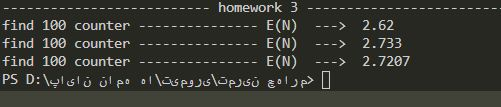 ----------------------------- homework 3 ------------------------
find 100 counter ----------------- E(N)  --->  2.62
find 100 counter ----------------- E(N)  --->  2.733
find 100 counter ----------------- E(N)  --->  2.7207
PS D:\پایان نامه ها\تیموری\تمرین چهارم>